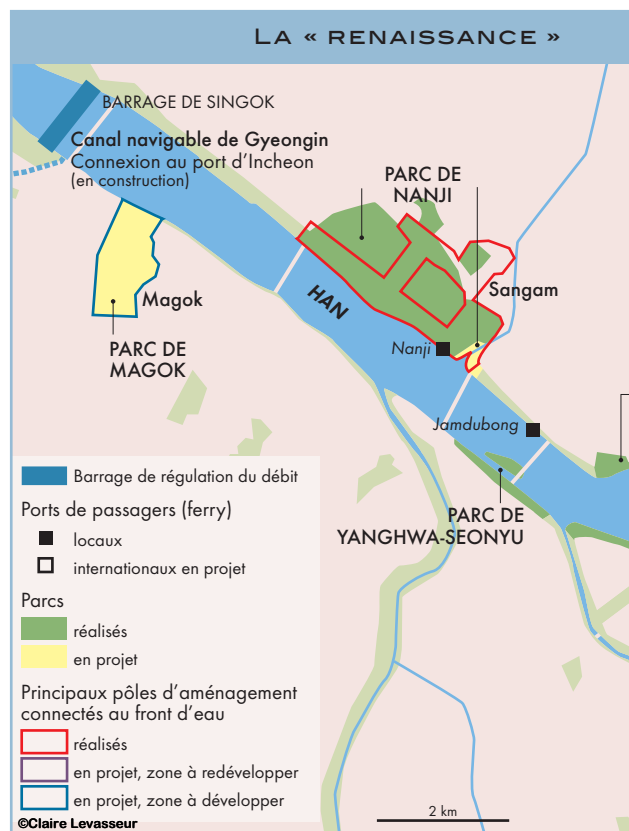 LA « RENAISSANCE »
BARRAGE DE SINGOK
Canal navigable de Gyeongin
Connexion au port d'Incheon
(en construction)
PARC DE
NANJI
Magok
HAN
Sangam
PARC DE
MAGOK
Nanji
Jamdubong
PARC DE
YANGHWA-SEONYU
Barrage de régulation du débit
Ports de passagers (ferry)
locaux
internationaux en projet
Parcs
réalisés
en projet
Principaux pôles d'aménagement
connectés au front d'eau
réalisés
en projet, zone à redévelopper
en projet, zone à développer
2 km
©Claire Levasseur